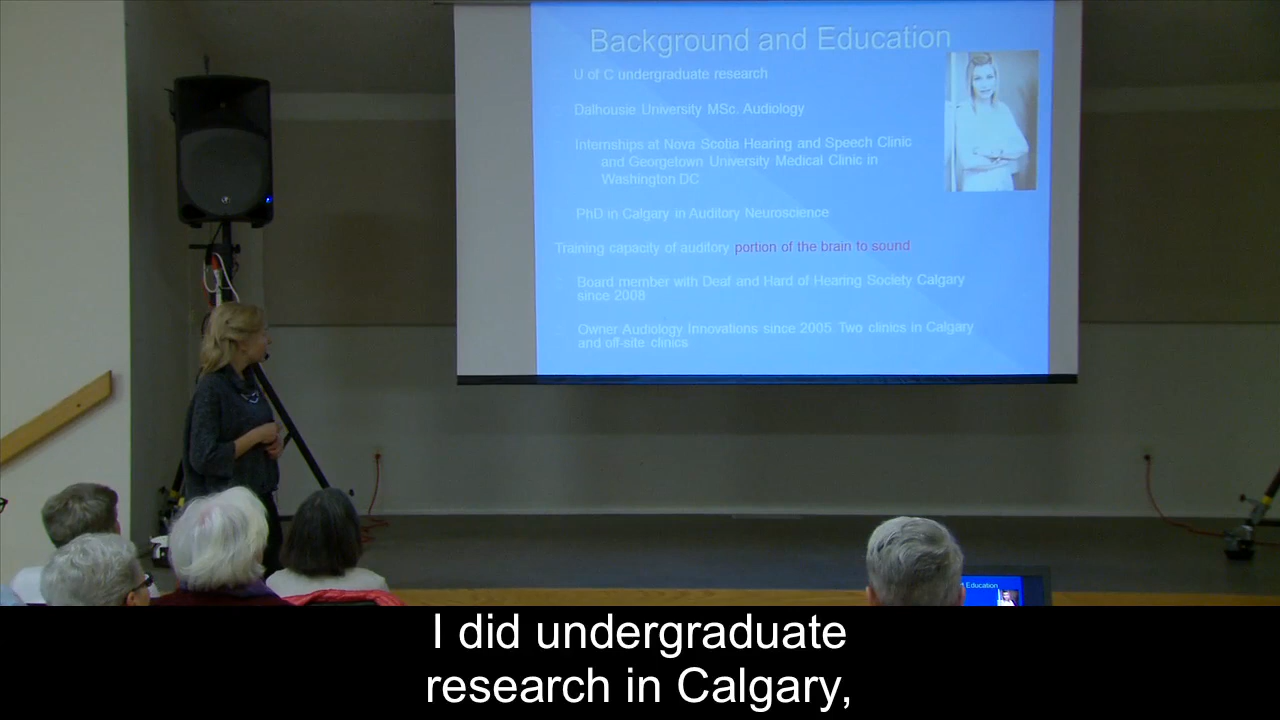 Background and Education
U of C undergraduate research
Dalhousie University MSc. Audiology
Internships at Nova Scotia Hearing and Speech Clinic
and Georgetown University Medical Clinic in
Washington DC
PhD in Calgary in Auditory Neuroscience
Training capacity of auditory portion of the brain to sound
Board member with Deaf and Hard of Hearing Society Calgary
since 2008
Owner Audiology Innovations since 2005. Two clinics in Calgary
and off-site clinics
Education
I did undergraduate
research in Calgary,